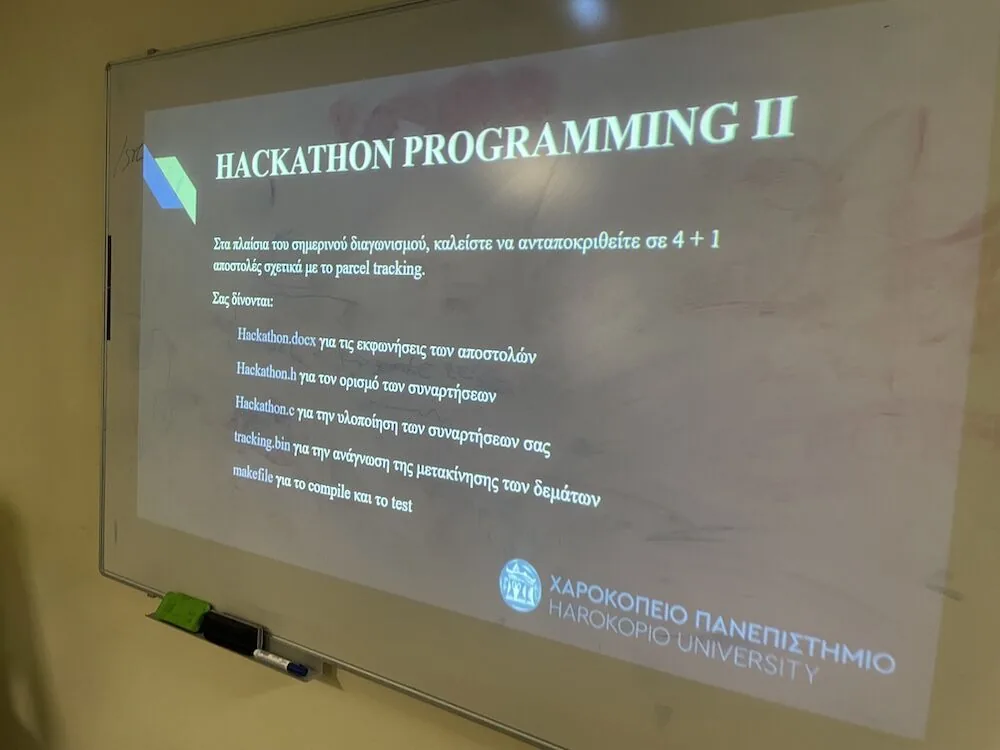 HACKATHON PROGRAMMING II
Στα πλαίσια του σημερινού διαγωνισμού, καλείστε να ανταποκριθείτε σε 4 + 1
αποστολές σχετικά με το parcel tracking.
Σας δίνονται:
Hackathon.docx για τις εκφωνήσεις των αποστολών
Hackathon.h για τον ορισμό των συναρτήσεων
Hackathon.c για την υλοποίηση των συναρτήσεων σας
tracking.bin για την ανάγνωση της μετακίνησης των δεμάτων
makefile για το compile και το test
ΧΑΡΟΚΟΠΕΙΟ ΠΑΝΕΠΙΣΤΗΜΙΟ
HAROKOPIO UNIVERSITY